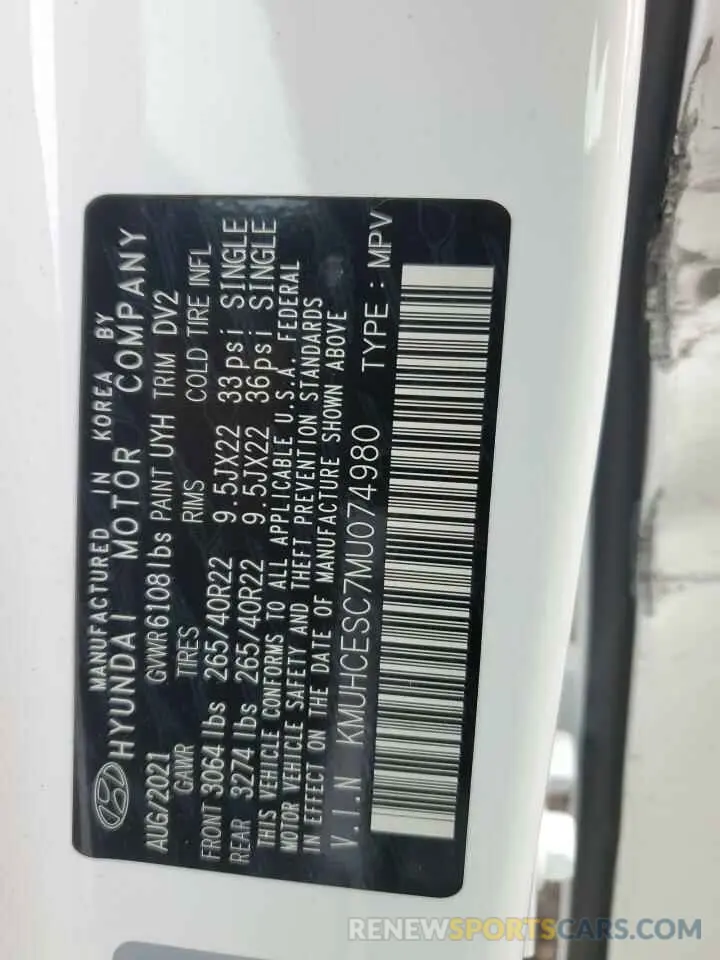 MANUFACTURED IN KOREA BY
HYUNDAI MOTOR COMPANY
AUG/2021 GVWR6108lbs PAINT UYH TRIM DV2
GAWR TIRES RIMS COLD TIRE INFL
FRONT 3064lbs 265/40R22 9.5JX22 33psi SINGLE
REAR 3274lbs 265/40R22 9.5JX22 36psi SINGLE
THIS VEHICLE CONFORMS TO ALL APPLICABLE U.S.A. FEDERAL
MOTOR VEHICLE SAFETY AND THEFT PREVENTION STANDARDS
IN EFFECT ON THE DATE OF MANUFACTURE SHOWN ABOVE
V.I.N KMUHCESC7MU074980 TYPE : MPV
RENEWSPORTSCARS.COM